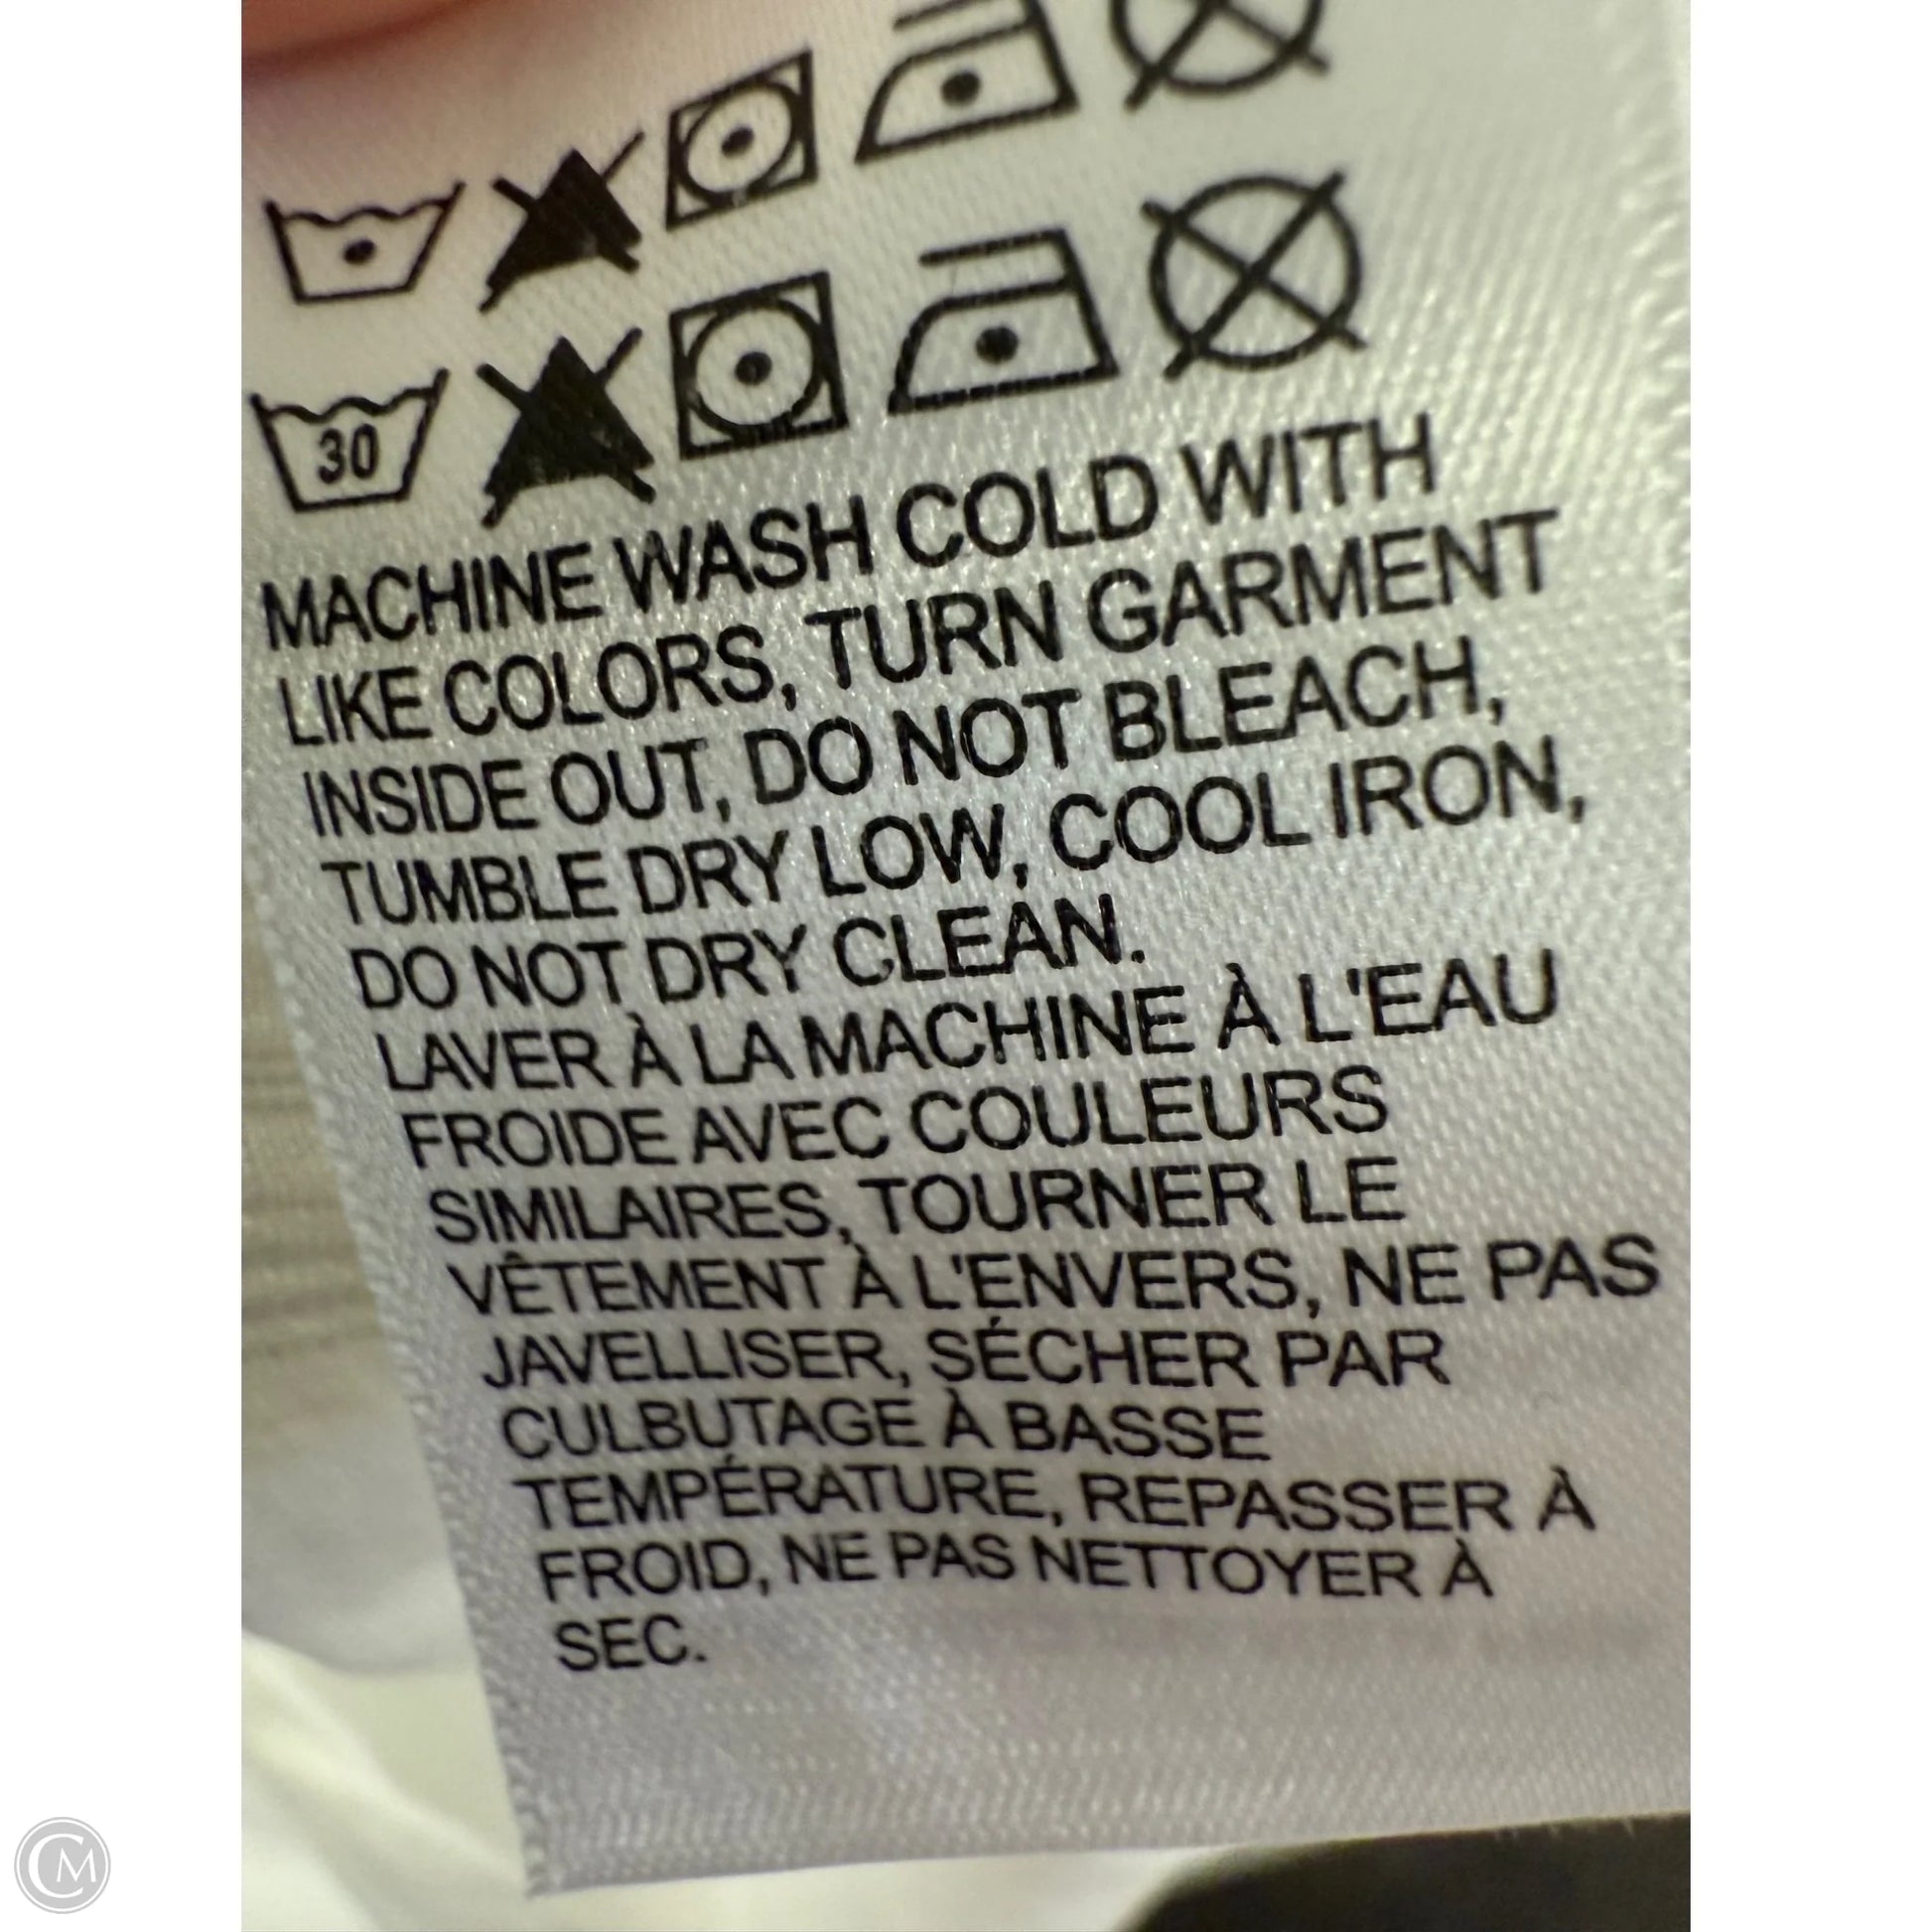 30
MACHINE WASH COLD WITH
LIKE COLORS, TURN GARMENT
INSIDE OUT, DO NOT BLEACH,
TUMBLE DRY LOW, COOL IRON,
DO NOT DRY CLEAN.
LAVER À LA MACHINE À L'EAU
FROIDE AVEC COULEURS
SIMILAIRES, TOURNER LE
VÊTEMENT À L'ENVERS, NE PAS
JAVELLISER, SÉCHER PAR
CULBUTAGE À BASSE
TEMPÉRATURE, REPASSER À
FROID, NE PAS NETTOYER À
SEC.
CM